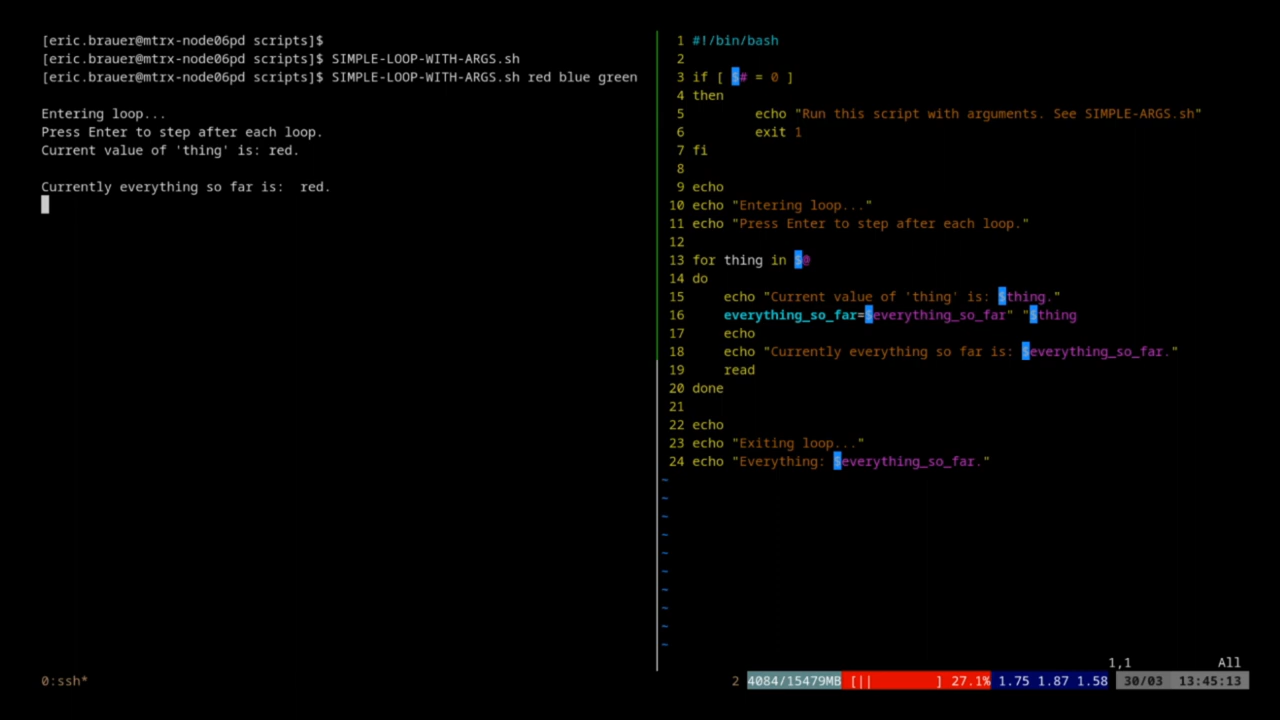 [eric.brauer@mtrx-node06pd scripts]$
[eric.brauer@mtrx-node06pd scripts]$ SIMPLE-LOOP-WITH-ARGS.sh
[eric.brauer@mtrx-node06pd scripts]$ SIMPLE-LOOP-WITH-ARGS.sh red blue green
Entering loop...
Press Enter to step after each loop.
Current value of 'thing' is: red.
Currently everything so far is:  red.
1 #!/bin/bash
2
3 if [ $# = 0 ]
4 then
5         echo "Run this script with arguments. See SIMPLE-ARGS.sh"
6         exit 1
7 fi
8
9 echo
10 echo "Entering loop..."
11 echo "Press Enter to step after each loop."
12
13 for thing in $@
14 do
15     echo "Current value of 'thing' is: $thing."
16     everything_so_far=$everything_so_far" "$thing
17     echo
18     echo "Currently everything so far is: $everything_so_far."
19     read
20 done
21
22 echo
23 echo "Exiting loop..."
24 echo "Everything: $everything_so_far."
~
~
~
~
~
~
~
~
~
~
1,1 All
0:ssh* 2 4084/15479MB [||        ] 27.1% 1.75 1.87 1.58 30/03 13:45:13